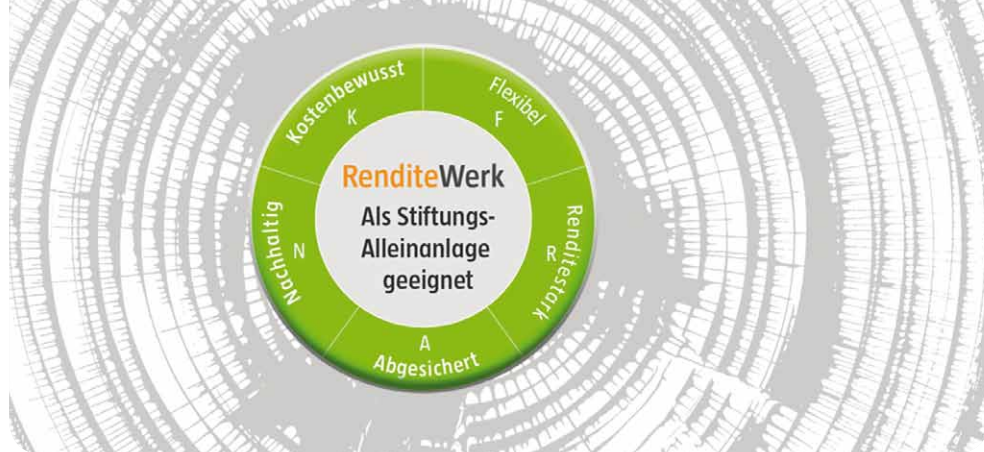 RenditeWerk
Als Stiftungs-
Alleinanlage
geeignet
Kostenbewusst
K
Flexibel
F
Renditestark
R
Abgesichert
A
Nachhaltig
N